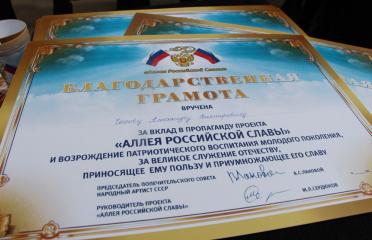 «Аллея Российской Славы»
БЛАГОДАРСТВЕННАЯ
ГРАМОТА
ВРУЧЕНА
ЗА ВКЛАД В ПРОПАГАНДУ ПРОЕКТА
«АЛЛЕЯ РОССИЙСКОЙ СЛАВЫ»
И ВОЗРОЖДЕНИЕ ПАТРИОТИЧЕСКОГО ВОСПИТАНИЯ МОЛОДОГО ПОКОЛЕНИЯ,
ЗА ВЕЛИКОЕ СЛУЖЕНИЕ ОТЕЧЕСТВУ,
ПРИНОСЯЩЕЕ ЕМУ ПОЛЬЗУ И ПРИУМНОЖАЮЩЕЕ ЕГО СЛАВУ
ПРЕДСЕДАТЕЛЬ ПОПЕЧИТЕЛЬСКОГО СОВЕТА
НАРОДНЫЙ АРТИСТ СССР
В.С. ЛАНОВОЙ
РУКОВОДИТЕЛЬ ПРОЕКТА
«АЛЛЕЯ РОССИЙСКОЙ СЛАВЫ»
М.Л. СЕРДЮКОВ